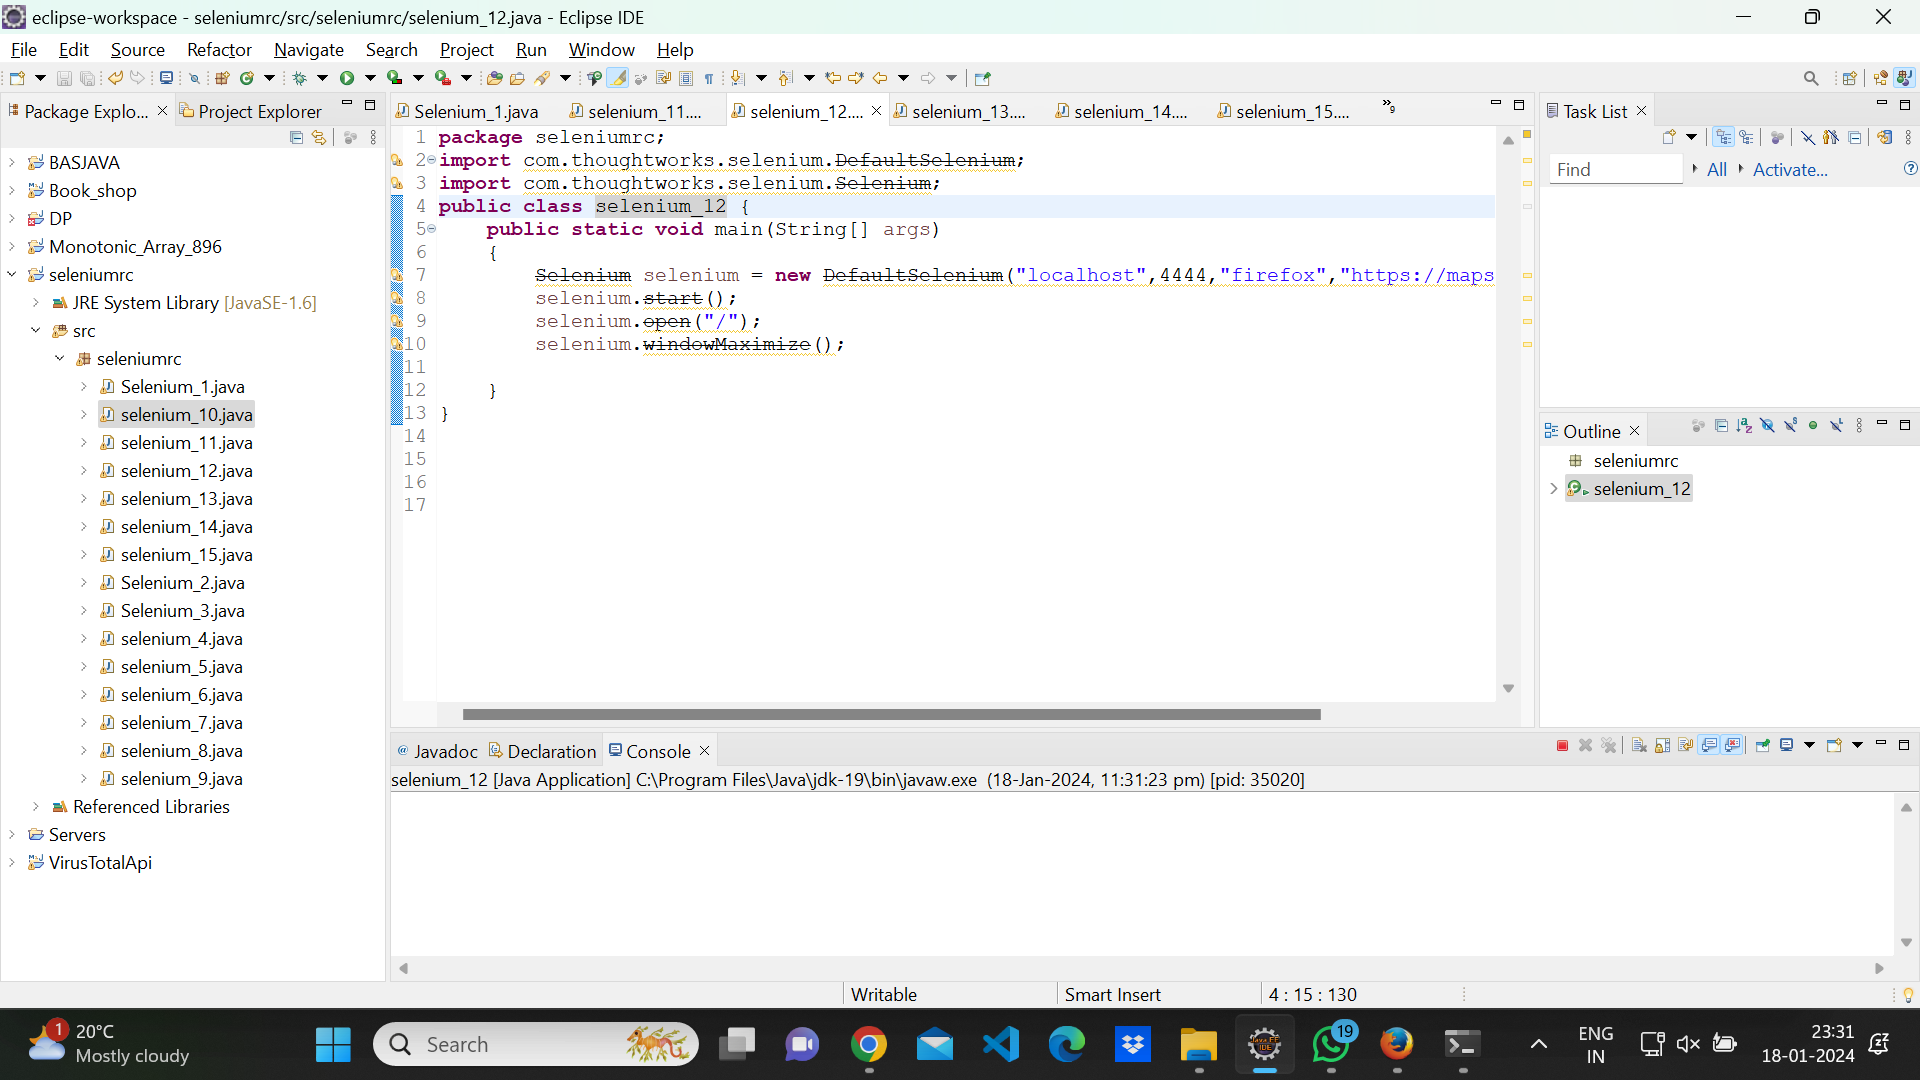 eclipse-workspace - seleniumrc/src/seleniumrc/selenium_12.java - Eclipse IDE
File Edit Source Refactor Navigate Search Project Run Window Help
Package Explo... Project Explorer
BASJAVA
Book_shop
DP
Monotonic_Array_896
seleniumrc
JRE System Library [JavaSE-1.6]
src
seleniumrc
Selenium_1.java
selenium_10.java
selenium_11.java
selenium_12.java
selenium_13.java
selenium_14.java
selenium_15.java
Selenium_2.java
Selenium_3.java
selenium_4.java
selenium_5.java
selenium_6.java
selenium_7.java
selenium_8.java
selenium_9.java
Referenced Libraries
Servers
VirusTotalApi
Selenium_1.java selenium_11.... selenium_12.... selenium_13.... selenium_14.... selenium_15.... »9
1 package seleniumrc;
2 import com.thoughtworks.selenium.DefaultSelenium;
3 import com.thoughtworks.selenium.Selenium;
4 public class selenium_12 {
5 public static void main(String[] args)
6 {
7 Selenium selenium = new DefaultSelenium("localhost",4444,"firefox","https://maps
8 selenium.start();
9 selenium.open("/");
10 selenium.windowMaximize();
11
12 }
13 }
14
15
16
17
Task List
Find All Activate...
Outline
seleniumrc
selenium_12
Javadoc Declaration Console
selenium_12 [Java Application] C:\Program Files\Java\jdk-19\bin\javaw.exe (18-Jan-2024, 11:31:23 pm) [pid: 35020]
Writable Smart Insert 4 : 15 : 130
1 20°C
Mostly cloudy
Search
19
ENG
IN
23:31
18-01-2024